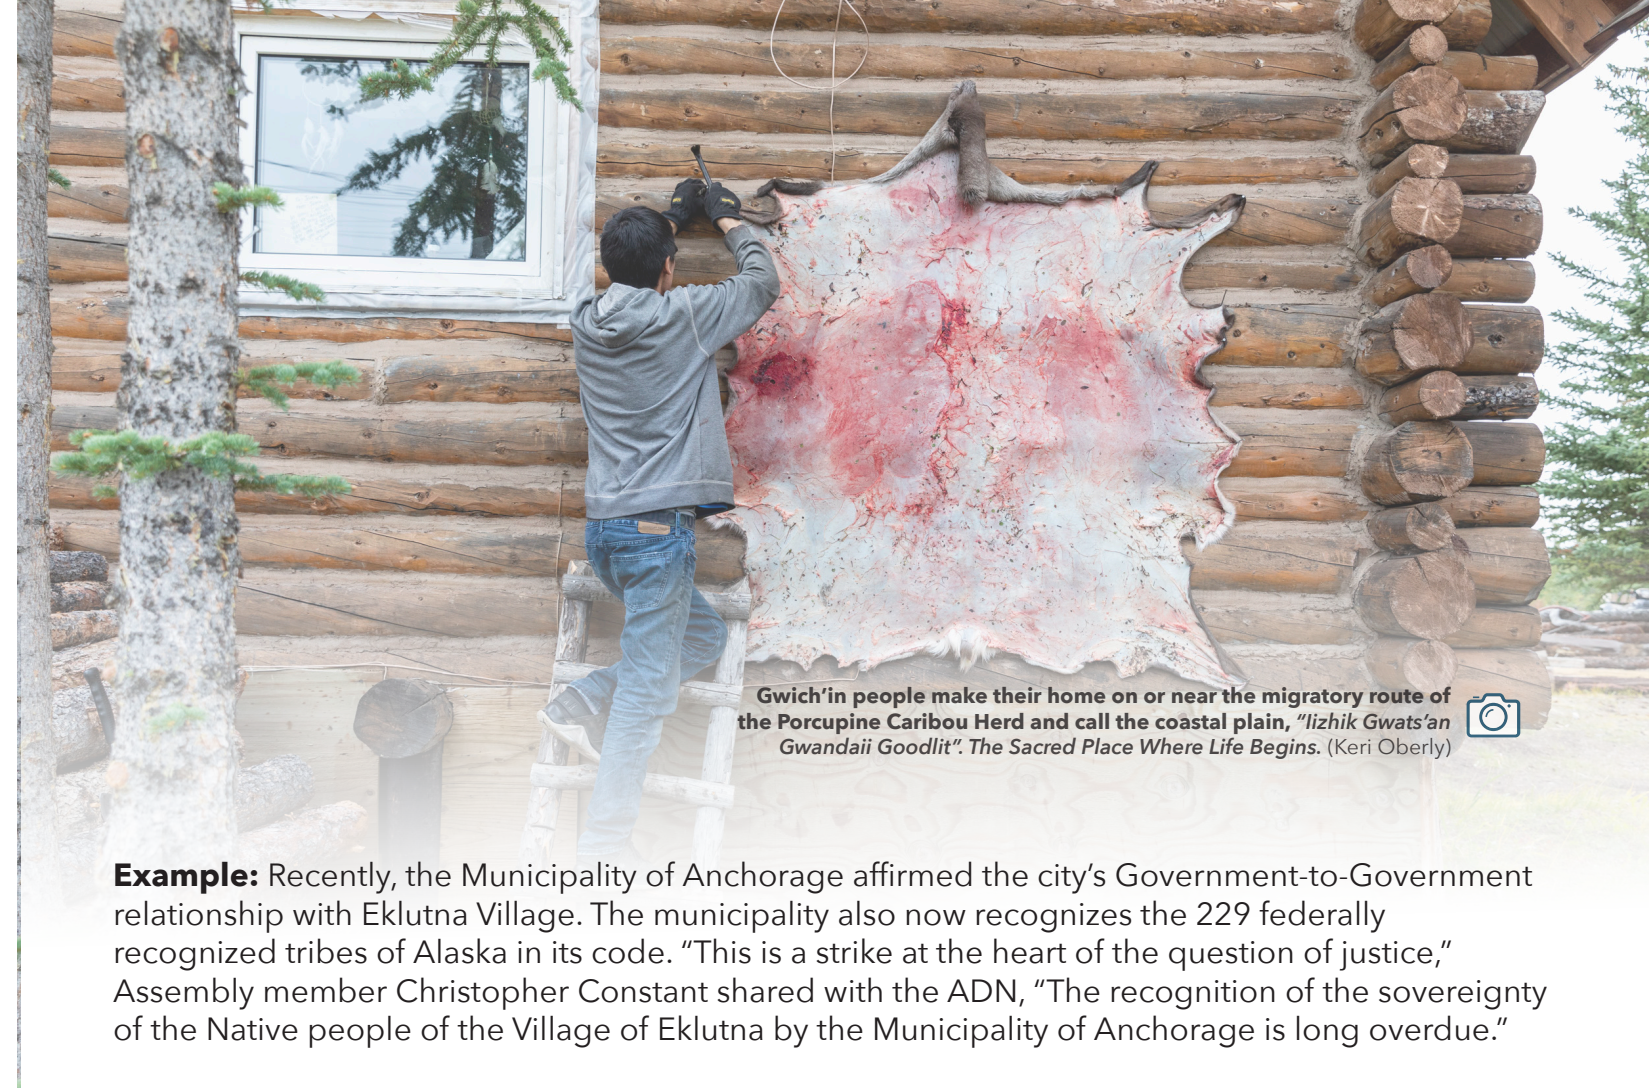 Gwich’in people make their home on or near the migratory route of
the Porcupine Caribou Herd and call the coastal plain, “Iizhik Gwats’an
Gwandaii Goodlit”. The Sacred Place Where Life Begins. (Keri Oberly)
Example: Recently, the Municipality of Anchorage affirmed the city’s Government-to-Government
relationship with Eklutna Village. The municipality also now recognizes the 229 federally
recognized tribes of Alaska in its code. “This is a strike at the heart of the question of justice,”
Assembly member Christopher Constant shared with the ADN, “The recognition of the sovereignty
of the Native people of the Village of Eklutna by the Municipality of Anchorage is long overdue.”